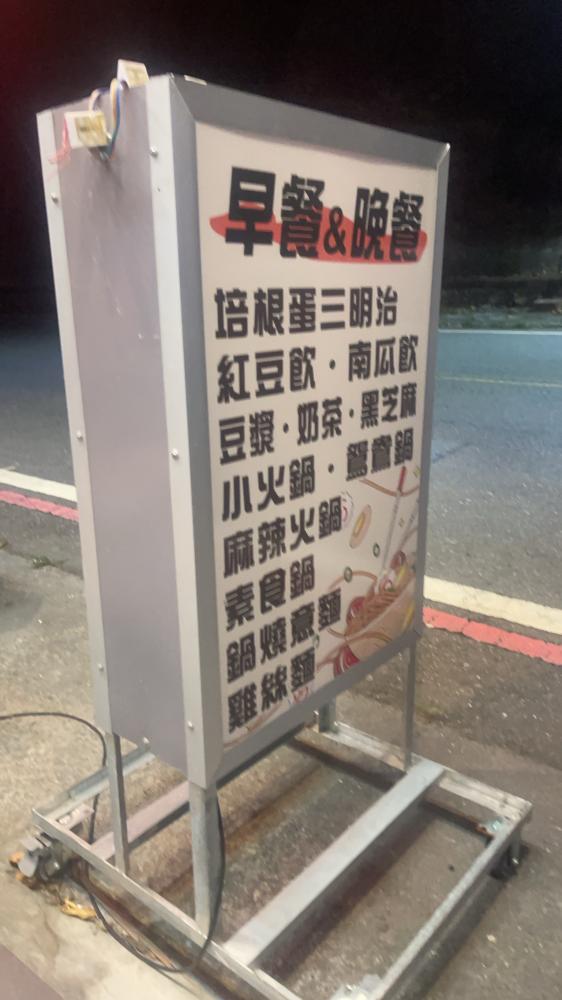 早餐&晚餐
培根蛋三明治
紅豆飲·南瓜飲
豆漿·奶茶·黑芝麻
小火鍋·鴛鴦鍋
麻辣火鍋
素食鍋
鍋燒意麵
雞絲麵